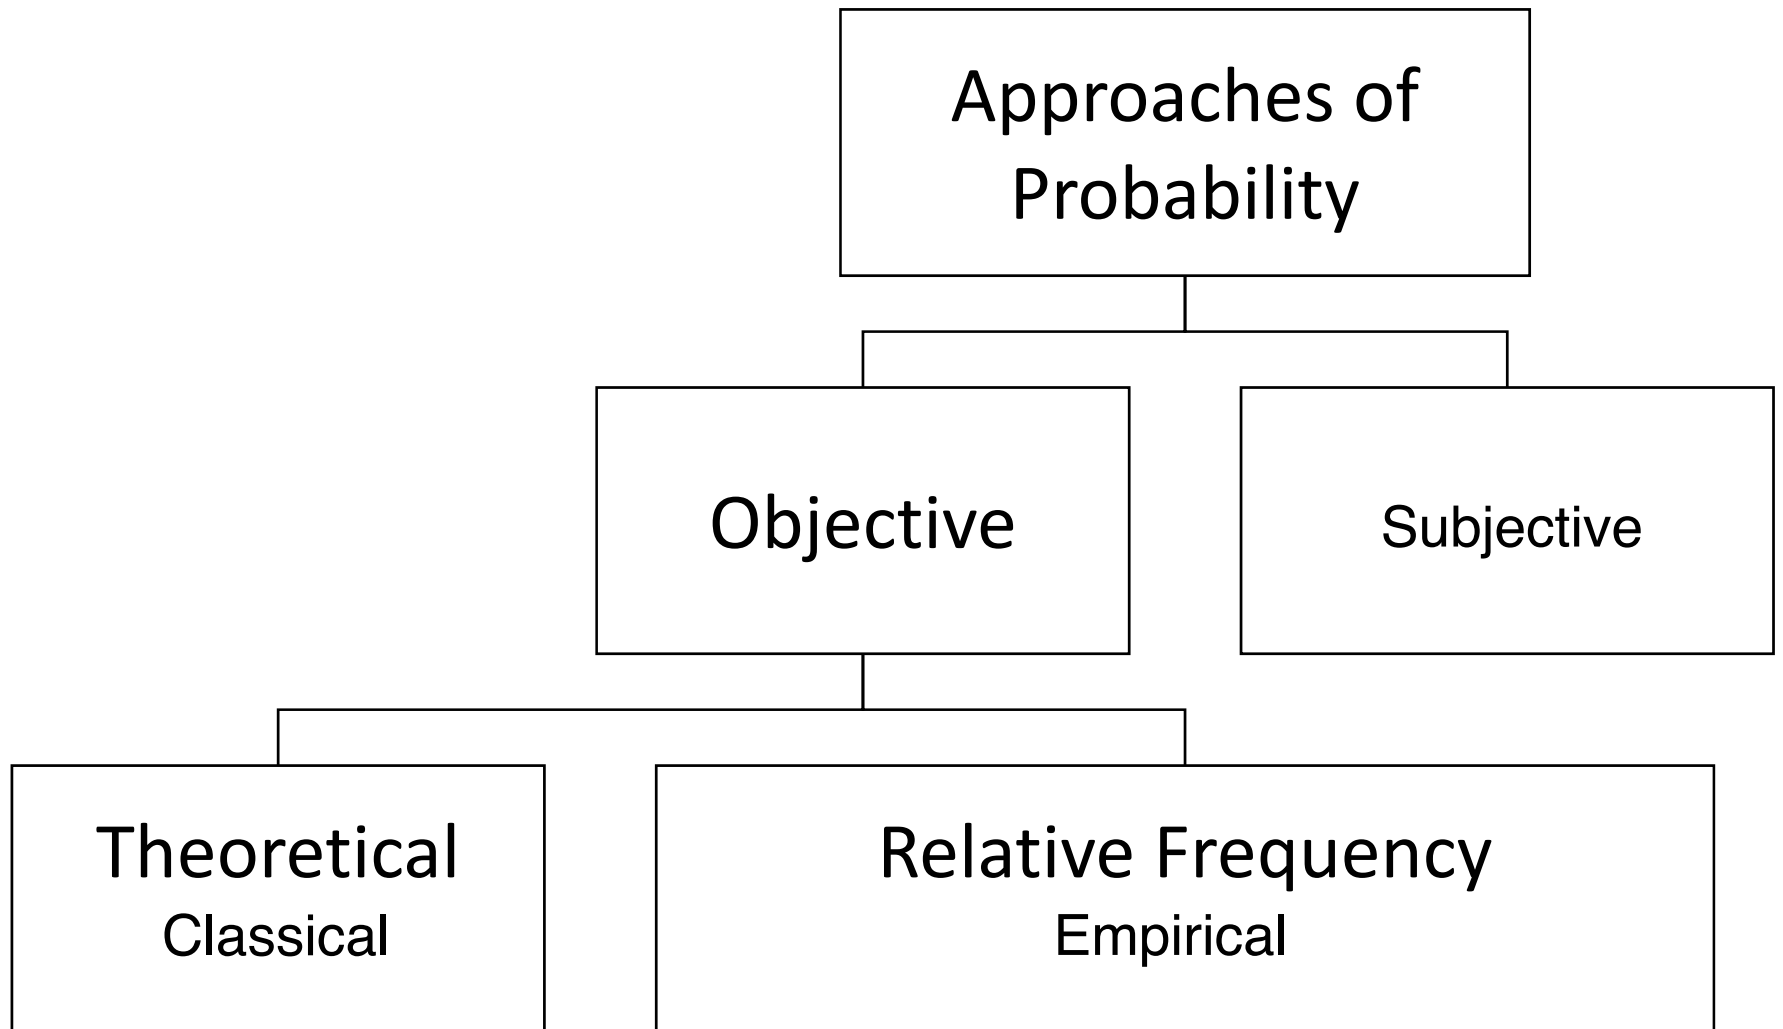 Approaches of
Probability
Objective
Subjective
Theoretical
Classical
Relative Frequency
Empirical